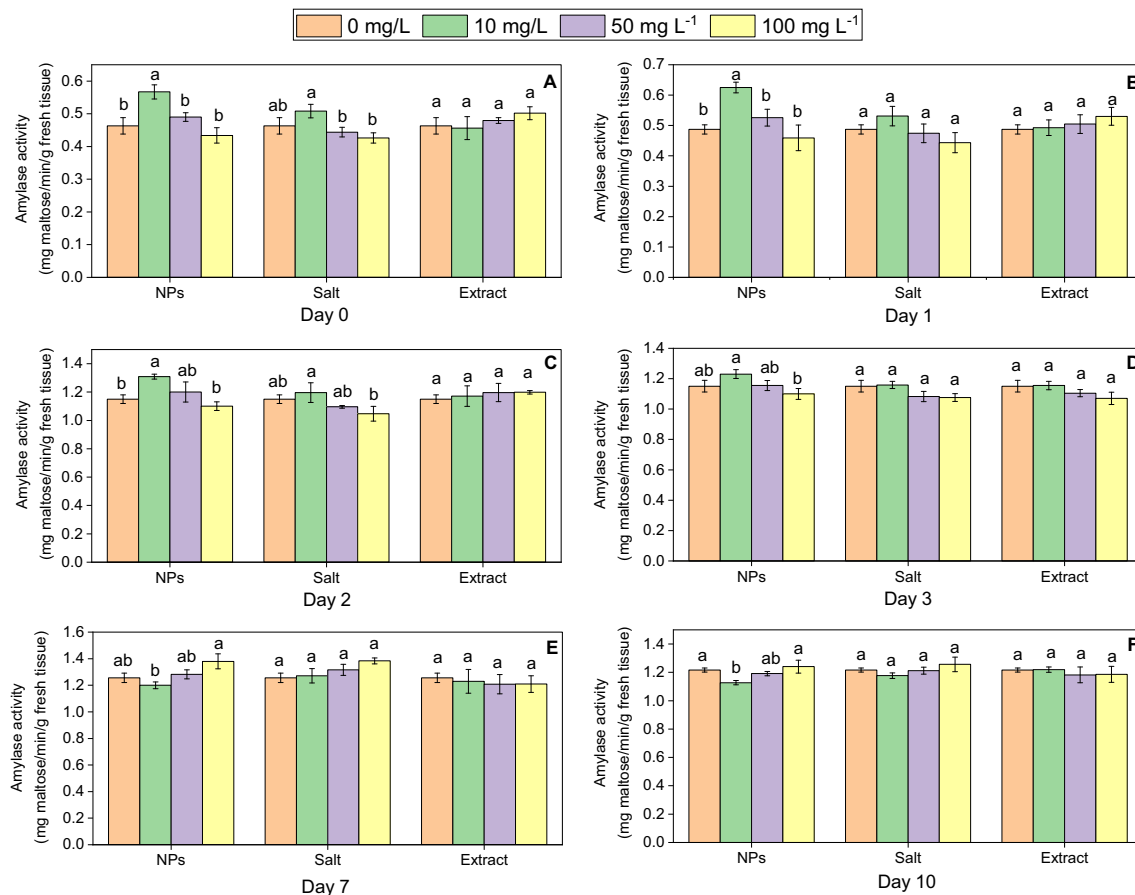 0 mg/L 10 mg/L 50 mg L⁻¹ 100 mg L⁻¹
A
Amylase activity
(mg maltose/min/g fresh tissue)
0.6
0.5
0.4
0.3
0.2
0.1
0.0
b a b b ab a b b a a a a
NPs Salt Extract
Day 0
B
Amylase activity
(mg maltose/min/g fresh tissue)
0.7
0.6
0.5
0.4
0.3
0.2
0.1
0.0
b a b b a a a a a a a a
NPs Salt Extract
Day 1
C
Amylase activity
(mg maltose/min/g fresh tissue)
1.4
1.2
1.0
0.8
0.6
0.4
0.2
0.0
b a ab b ab a ab b a a a a
NPs Salt Extract
Day 2
D
Amylase activity
(mg maltose/min/g fresh tissue)
1.4
1.2
1.0
0.8
0.6
0.4
0.2
0.0
ab a ab b a a a a a a a a
NPs Salt Extract
Day 3
E
Amylase activity
(mg maltose/min/g fresh tissue)
1.6
1.4
1.2
1.0
0.8
0.6
0.4
0.2
0.0
ab b ab a a a a a a a a a
NPs Salt Extract
Day 7
F
Amylase activity
(mg maltose/min/g fresh tissue)
1.4
1.2
1.0
0.8
0.6
0.4
0.2
0.0
a b ab a a a a a a a a a
NPs Salt Extract
Day 10